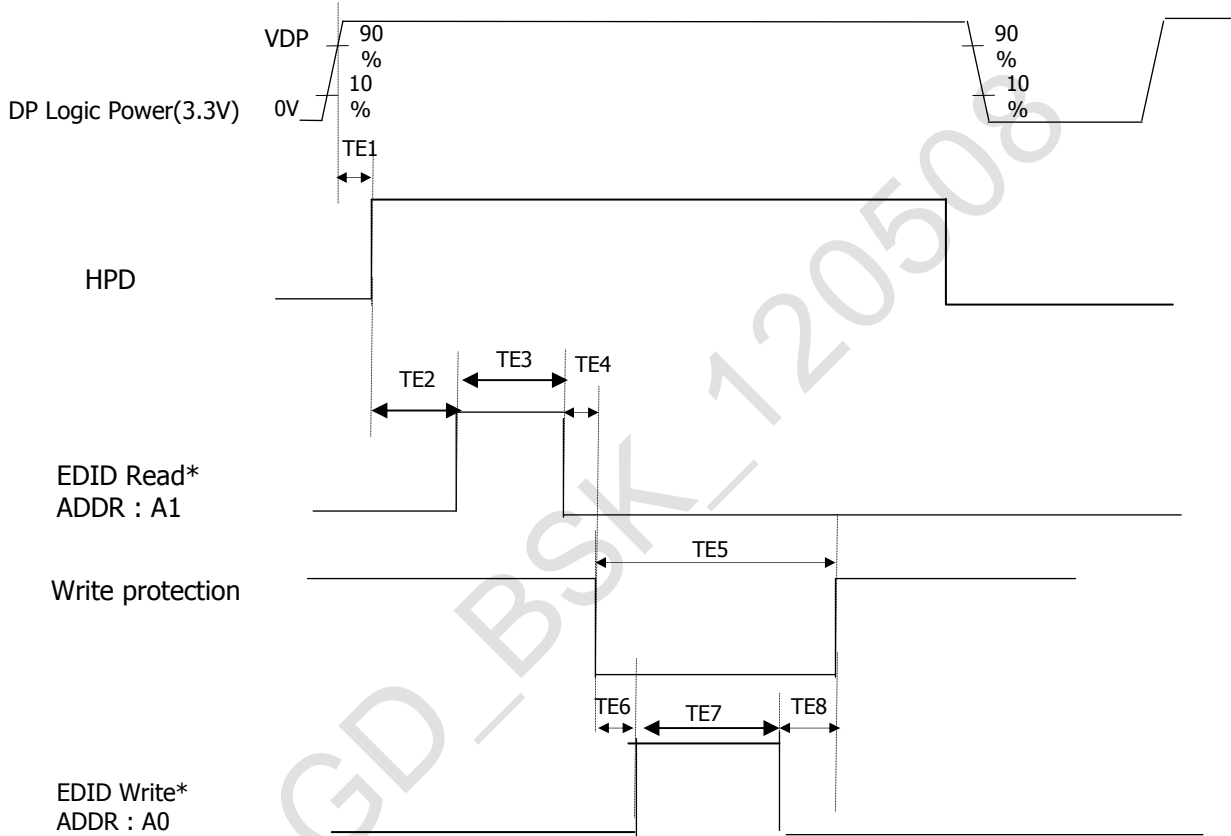 VDP
90
%
90
%
10
%
10
%
DP Logic Power(3.3V)
0V
TE1
HPD
TE2
TE3
TE4
EDID Read*
ADDR : A1
TE5
Write protection
TE6
TE7
TE8
EDID Write*
ADDR : A0
GD_BSK_120508